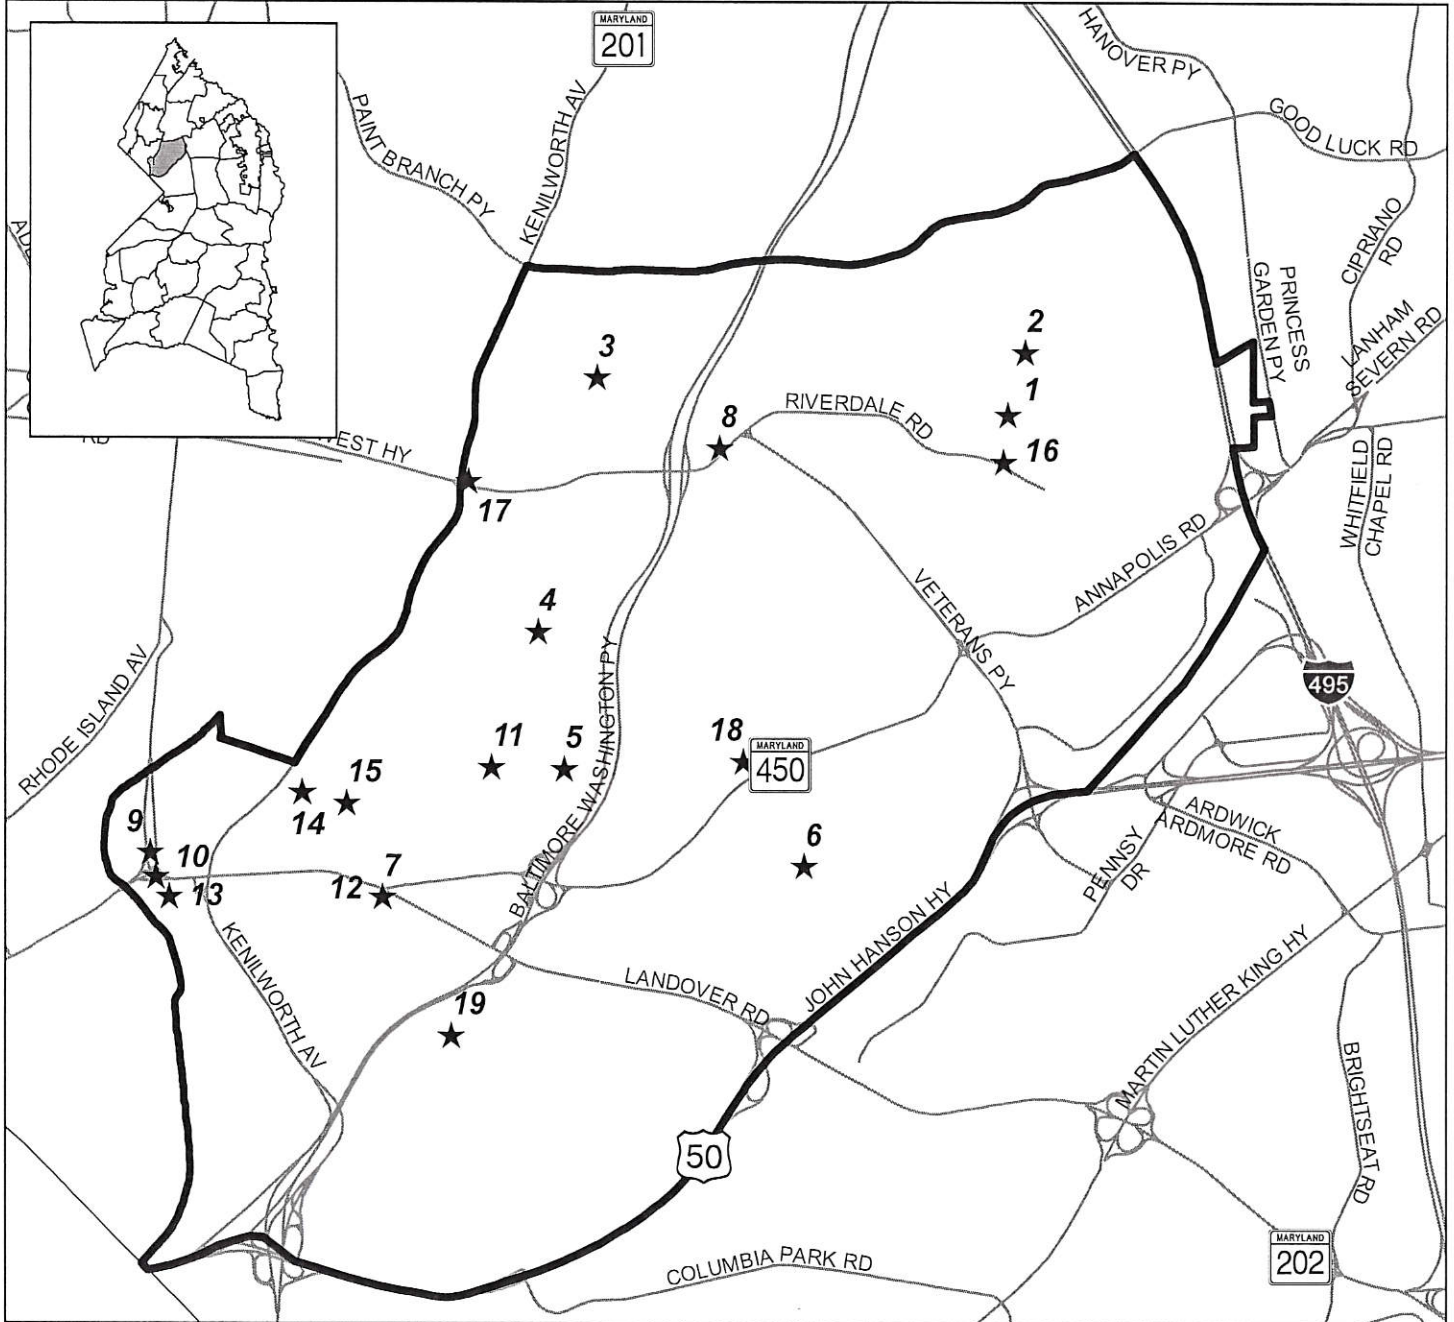 MARYLAND
201
HANOVER PY
PAINT BRANCH PY
KENILWORTH AV
GOOD LUCK RD
CIPRIANO
RD
PRINCESS
GARDEN PY
LANHAM
SEVERN RD
2
3
1
8
RIVERDALE RD
16
RD
WEST HY
17
WHITFIELD
CHAPEL RD
ANNAPOLIS RD
4
VETERANS PY
RHODE ISLAND AV
495
11
5
18
MARYLAND
450
BALTIMORE WASHINGTON PY
15
14
9
10
13
7
12
6
ARDWICK
ARDMORE RD
PENNSY
DR
KENILWORTH AV
JOHN HANSON HY
LANDOVER RD
19
MARTIN LUTHER KING HY
BRIGHTSEAT RD
50
MARYLAND
202
COLUMBIA PARK RD